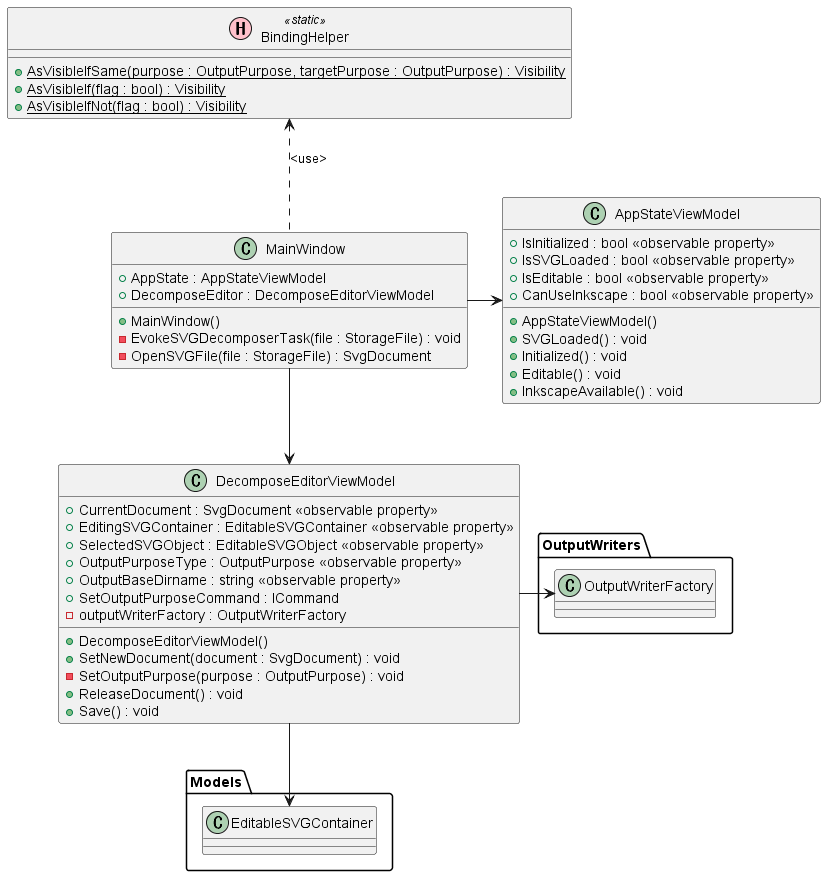 «static»
H BindingHelper
AsVisibleIfSame(purpose : OutputPurpose, targetPurpose : OutputPurpose) : Visibility
AsVisibleIf(flag : bool) : Visibility
AsVisibleIfNot(flag : bool) : Visibility
<use>
C MainWindow
AppState : AppStateViewModel
DecomposeEditor : DecomposeEditorViewModel
MainWindow()
EvokeSVGDecomposerTask(file : StorageFile) : void
OpenSVGFile(file : StorageFile) : SvgDocument
C AppStateViewModel
IsInitialized : bool «observable property»
IsSVGLoaded : bool «observable property»
IsEditable : bool «observable property»
CanUseInkscape : bool «observable property»
AppStateViewModel()
SVGLoaded() : void
Initialized() : void
Editable() : void
InkscapeAvailable() : void
C DecomposeEditorViewModel
CurrentDocument : SvgDocument «observable property»
EditingSVGContainer : EditableSVGContainer «observable property»
SelectedSVGObject : EditableSVGObject «observable property»
OutputPurposeType : OutputPurpose «observable property»
OutputBaseDirname : string «observable property»
SetOutputPurposeCommand : ICommand
outputWriterFactory : OutputWriterFactory
DecomposeEditorViewModel()
SetNewDocument(document : SvgDocument) : void
SetOutputPurpose(purpose : OutputPurpose) : void
ReleaseDocument() : void
Save() : void
OutputWriters
C OutputWriterFactory
Models
C EditableSVGContainer